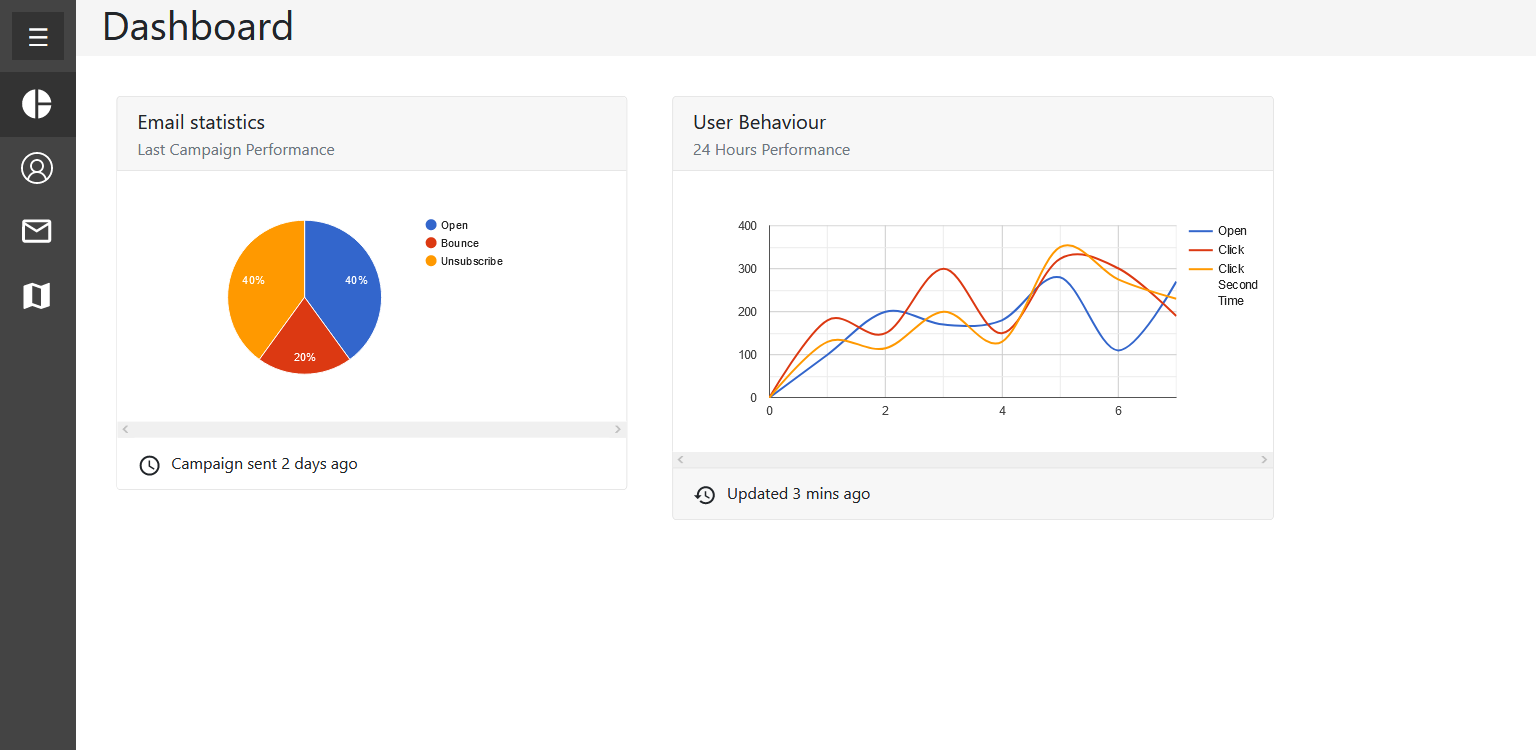 Dashboard
Email statistics
Last Campaign Performance
Open
Bounce
Unsubscribe
40%
40%
20%
Campaign sent 2 days ago
User Behaviour
24 Hours Performance
400
300
200
100
0
0 2 4 6
Open
Click
Click
Second
Time
Updated 3 mins ago